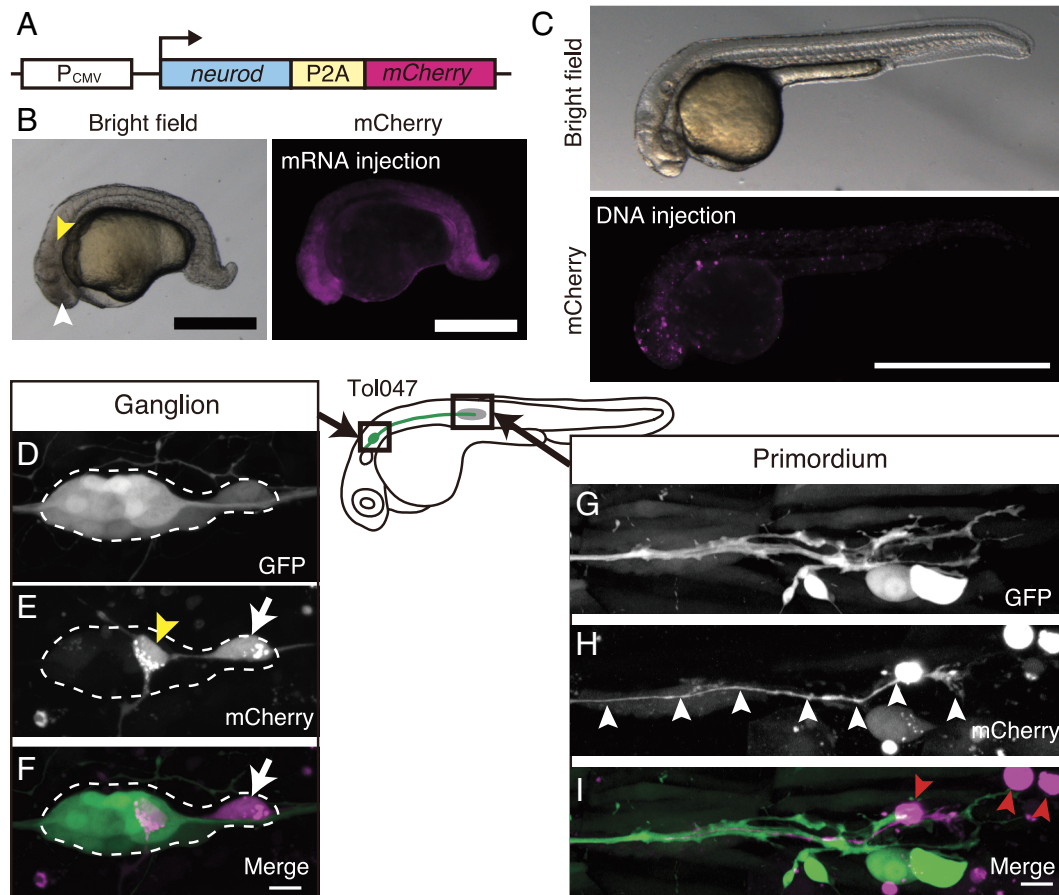 A
P_CMV neurod P2A mCherry
B
Bright field mCherry
mRNA injection
C
Bright field
DNA injection
mCherry
Tol047
Ganglion
D
GFP
E
mCherry
F
Merge
Primordium
G
GFP
H
mCherry
I
Merge